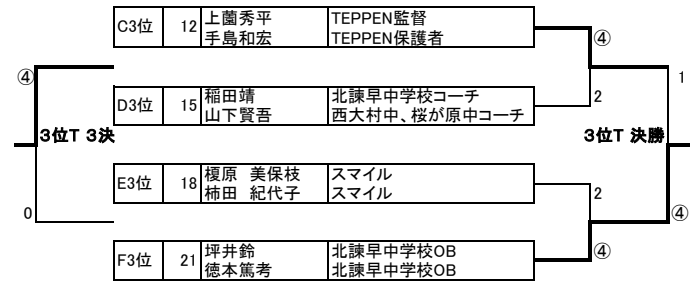 C3位 12 上薗秀平 TEPPEN監督
手島和宏 TEPPEN保護者
④
④
1
D3位 15 稲田靖 北諫早中学校コーチ
山下賢吾 西大村中、桜が原中コーチ
2
3位T 3決
3位T 決勝
E3位 18 榎原 美保枝 スマイル
柿田 紀代子 スマイル
2
0
④
F3位 21 坪井鈴 北諫早中学校OB
徳本篤考 北諫早中学校OB
④